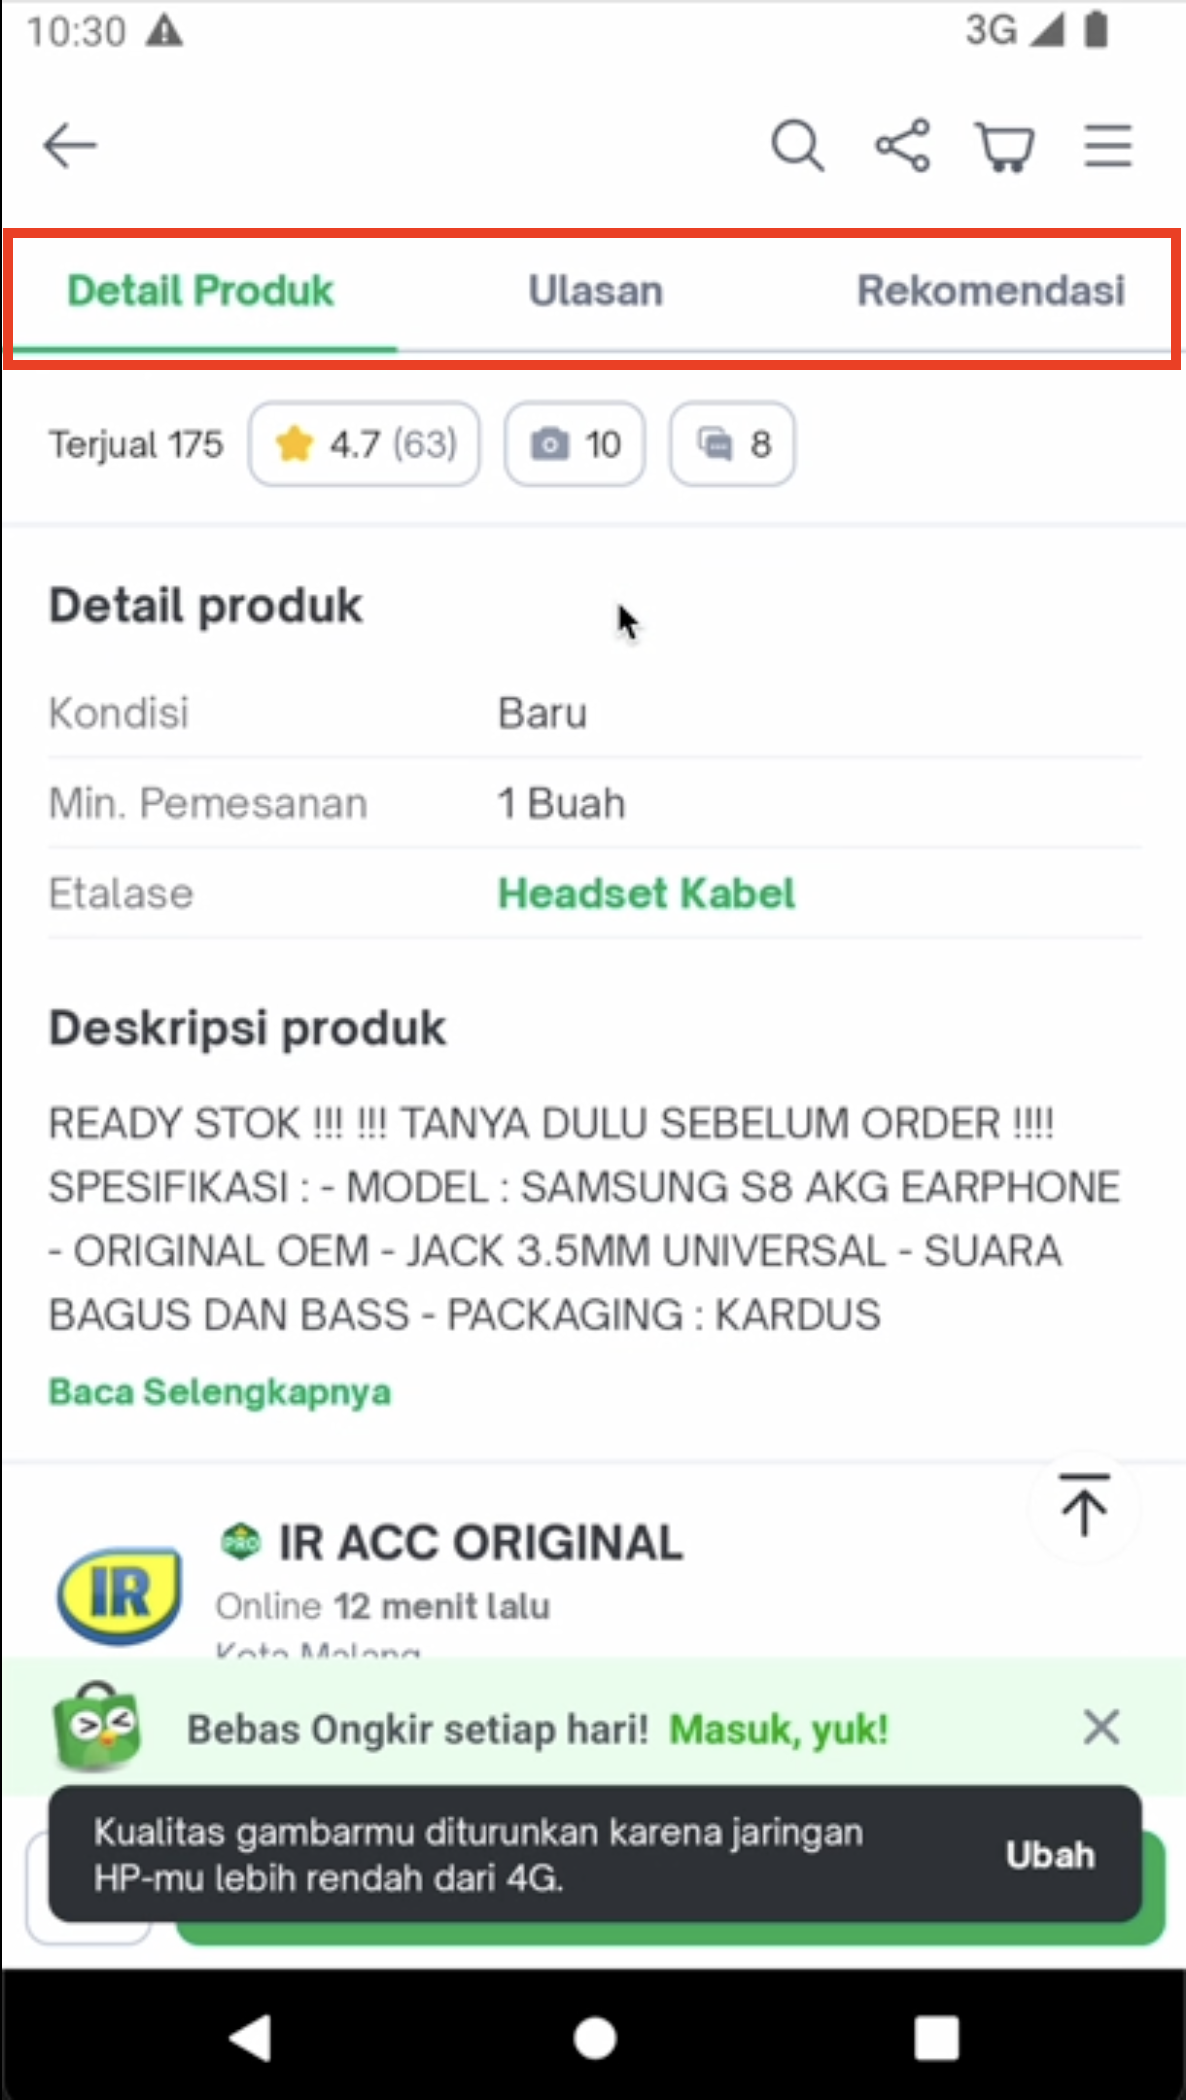 10:30
3G
Detail Produk Ulasan Rekomendasi
Terjual 175 4.7 (63) 10 8
Detail produk
Kondisi Baru
Min. Pemesanan 1 Buah
Etalase Headset Kabel
Deskripsi produk
READY STOK !!! !!! TANYA DULU SEBELUM ORDER !!!!
SPESIFIKASI : - MODEL : SAMSUNG S8 AKG EARPHONE
- ORIGINAL OEM - JACK 3.5MM UNIVERSAL - SUARA
BAGUS DAN BASS - PACKAGING : KARDUS
Baca Selengkapnya
PRO IR ACC ORIGINAL
IR
Online 12 menit lalu
Kota Malang
Bebas Ongkir setiap hari! Masuk, yuk!
Kualitas gambarmu diturunkan karena jaringan
HP-mu lebih rendah dari 4G.
Ubah